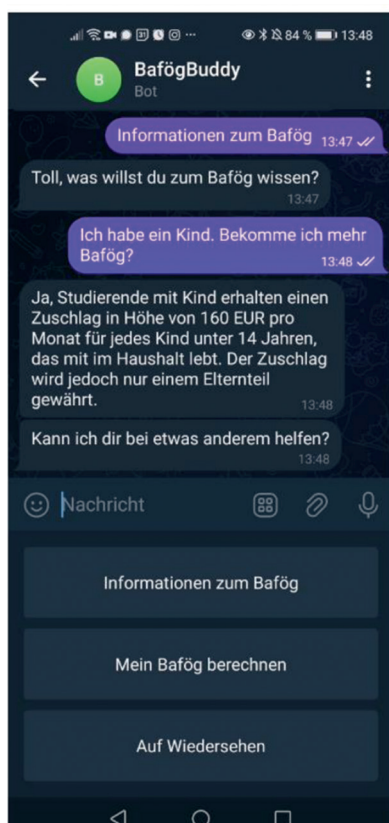 84 % 13:48
B
BafögBuddy
Bot
Informationen zum Bafög 13:47
Toll, was willst du zum Bafög wissen?
13:47
Ich habe ein Kind. Bekomme ich mehr
Bafög?
13:48
Ja, Studierende mit Kind erhalten einen
Zuschlag in Höhe von 160 EUR pro
Monat für jedes Kind unter 14 Jahren,
das mit im Haushalt lebt. Der Zuschlag
wird jedoch nur einem Elternteil
gewährt.
13:48
Kann ich dir bei etwas anderem helfen?
13:48
Nachricht
Informationen zum Bafög
Mein Bafög berechnen
Auf Wiedersehen